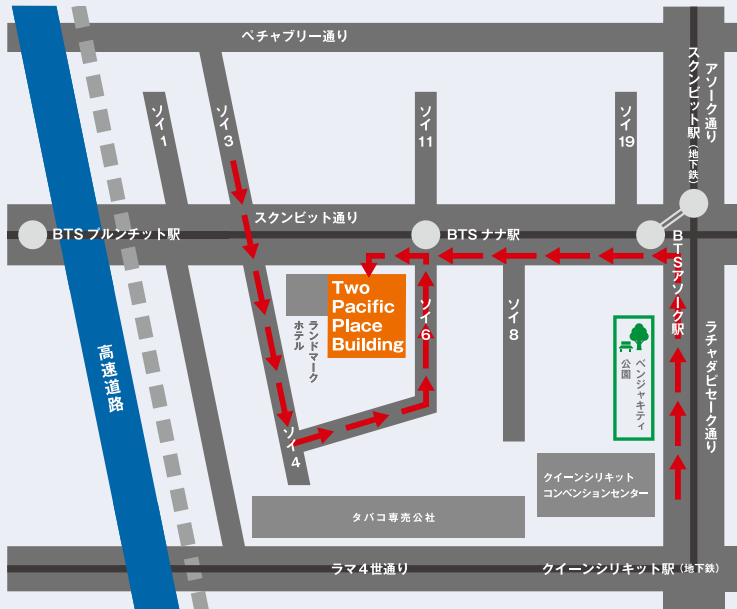 ペチャブリー通り
アソーク通り
スクンビット駅(地下鉄)
ソイ1
ソイ3
ソイ11
ソイ19
スクンビット通り
BTS プルンチット駅
BTS ナナ駅
BTSアソーク駅
Two
Pacific
Place
Building
ランドマーク
ホテル
ソイ6
ソイ8
ベンジャキティ
公園
ラチャダピセーク通り
高速道路
ソイ4
クイーンシリキット
コンベンションセンター
タバコ専売公社
ラマ4世通り
クイーンシリキット駅(地下鉄)